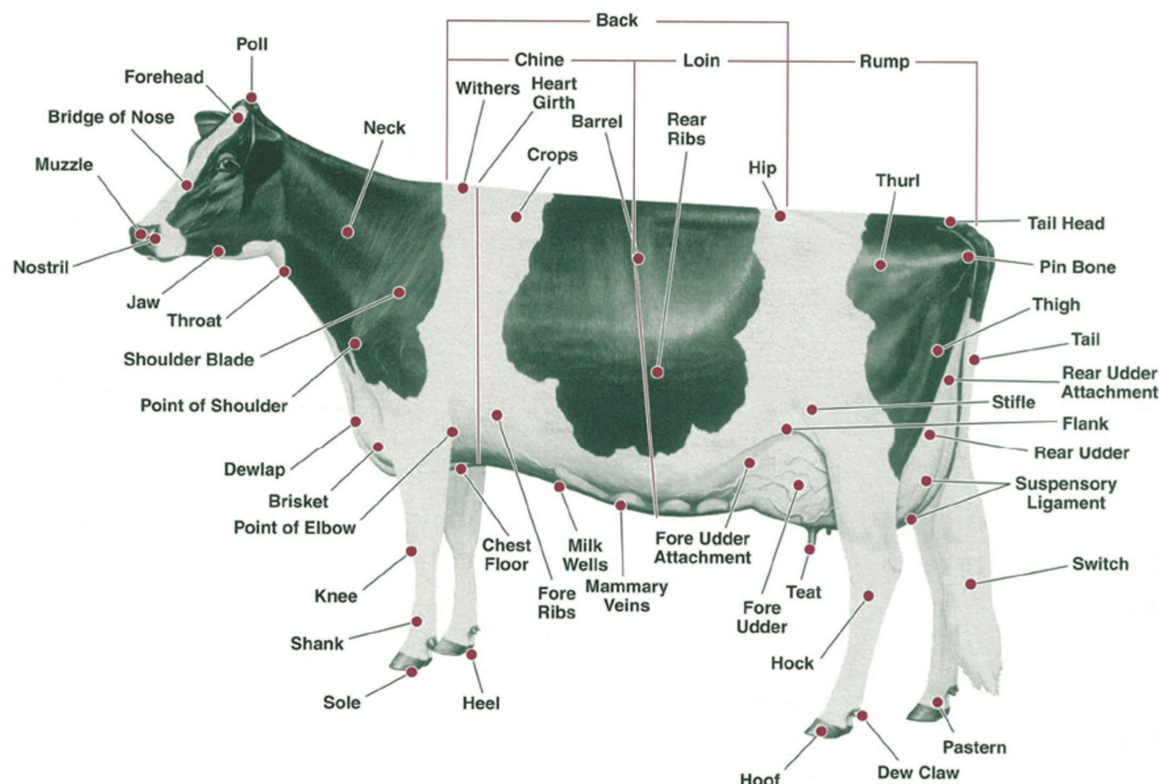 Back
Chine
Loin
Rump
Poll
Forehead
Bridge of Nose
Muzzle
Nostril
Jaw
Throat
Neck
Withers
Heart
Girth
Crops
Barrel
Rear
Ribs
Hip
Thurl
Tail Head
Pin Bone
Thigh
Tail
Rear Udder
Attachment
Stifle
Flank
Rear Udder
Suspensory
Ligament
Switch
Shoulder Blade
Point of Shoulder
Dewlap
Brisket
Point of Elbow
Knee
Shank
Sole
Heel
Chest
Floor
Fore
Ribs
Milk
Wells
Mammary
Veins
Fore Udder
Attachment
Fore
Udder
Teat
Hock
Hoof
Dew Claw
Pastern